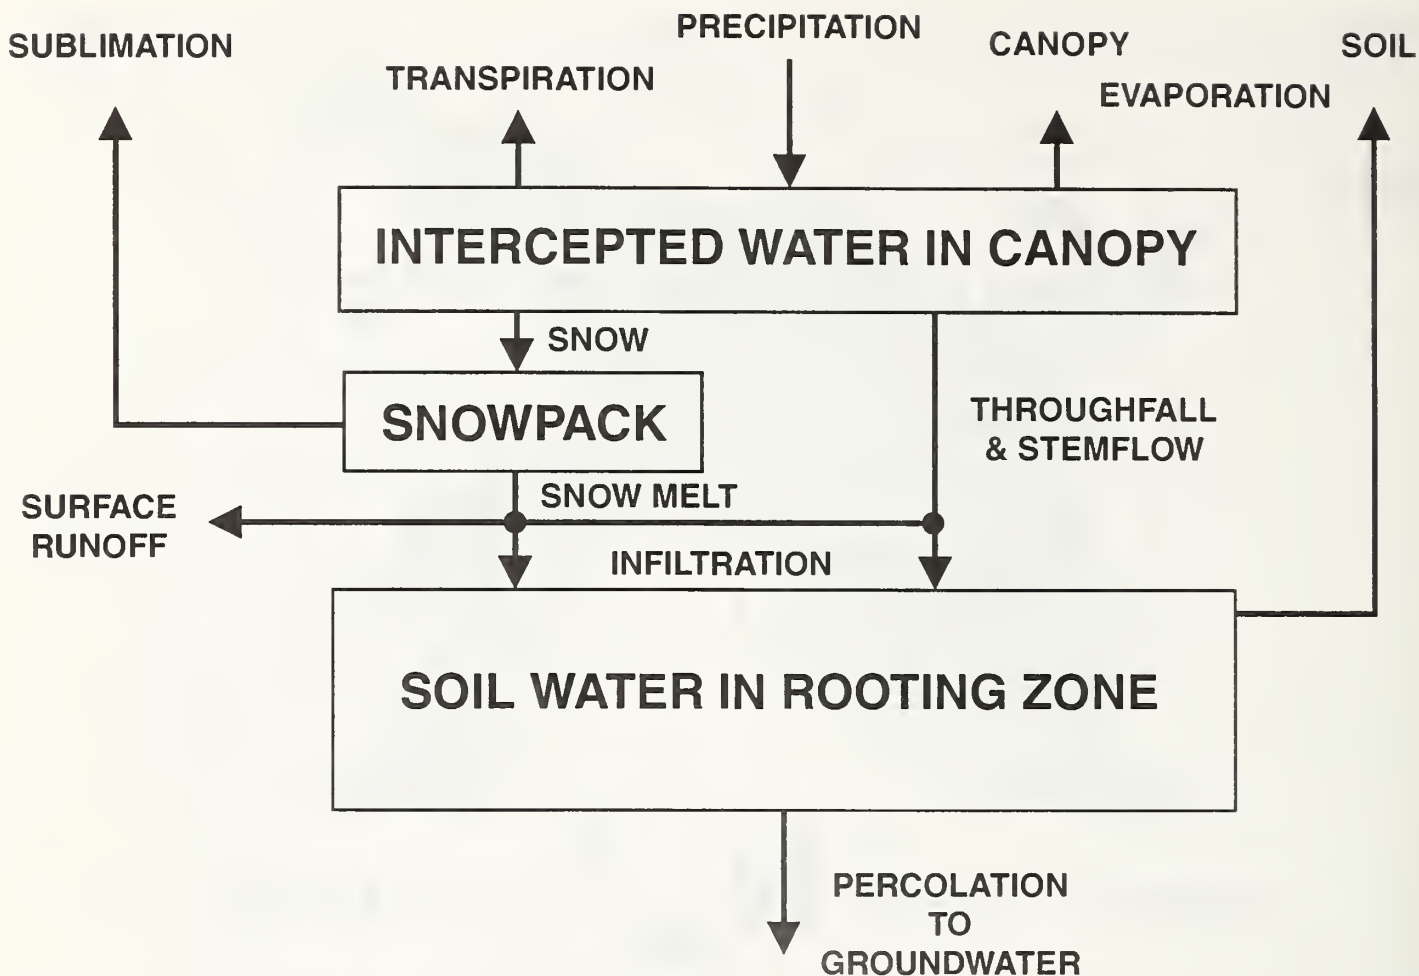 PRECIPITATION
SUBLIMATION
CANOPY
SOIL
TRANSPIRATION
EVAPORATION
INTERCEPTED WATER IN CANOPY
SNOW
SNOWPACK
THROUGHFALL
& STEMFLOW
SNOW MELT
SURFACE
RUNOFF
INFILTRATION
SOIL WATER IN ROOTING ZONE
PERCOLATION
TO
GROUNDWATER